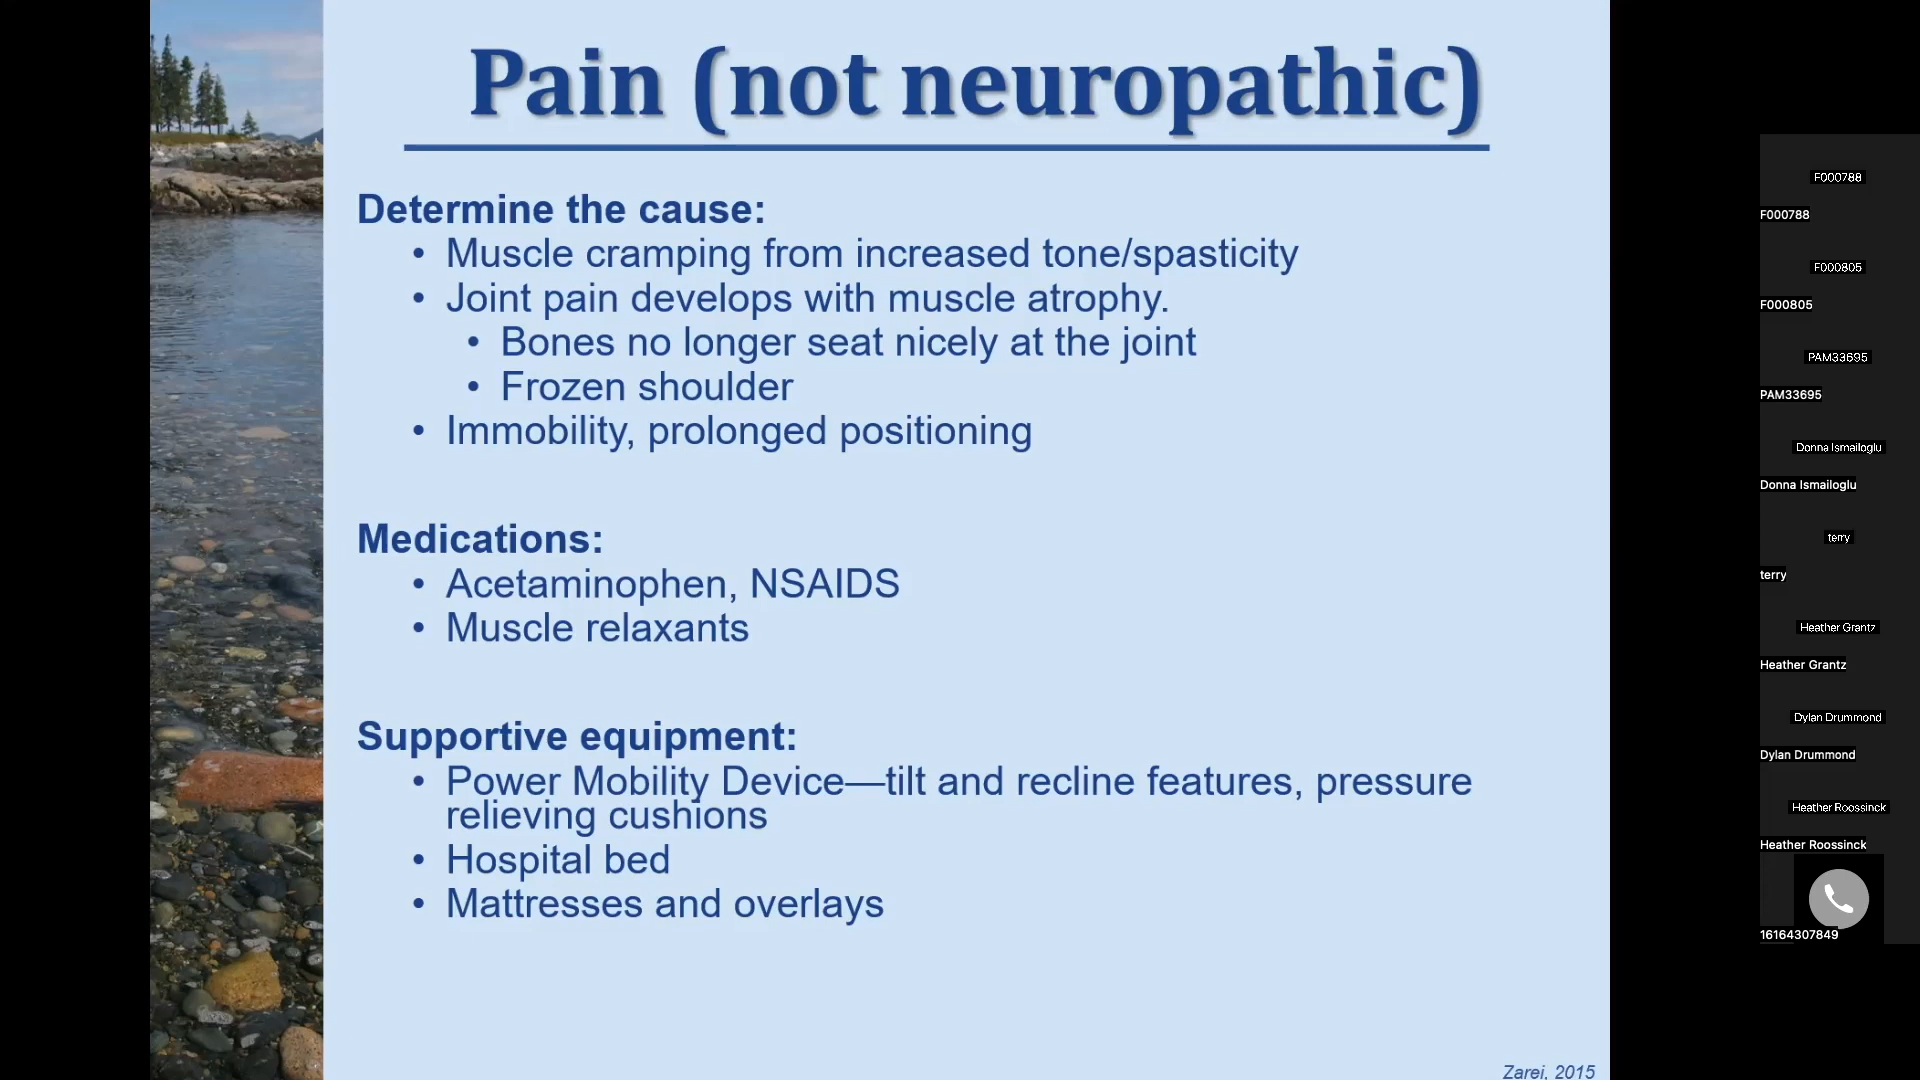 Pain (not neuropathic)
Determine the cause:
• Muscle cramping from increased tone/spasticity
• Joint pain develops with muscle atrophy.
• Bones no longer seat nicely at the joint
• Frozen shoulder
• Immobility, prolonged positioning
Medications:
• Acetaminophen, NSAIDS
• Muscle relaxants
Supportive equipment:
• Power Mobility Device—tilt and recline features, pressure
relieving cushions
• Hospital bed
• Mattresses and overlays
Zarei, 2015
F000788
F000788
F000805
F000805
PAM33695
PAM33695
Donna Ismailoglu
Donna Ismailoglu
terry
terry
Heather Grantz
Heather Grantz
Dylan Drummond
Dylan Drummond
Heather Roossinck
Heather Roossinck
16164307849